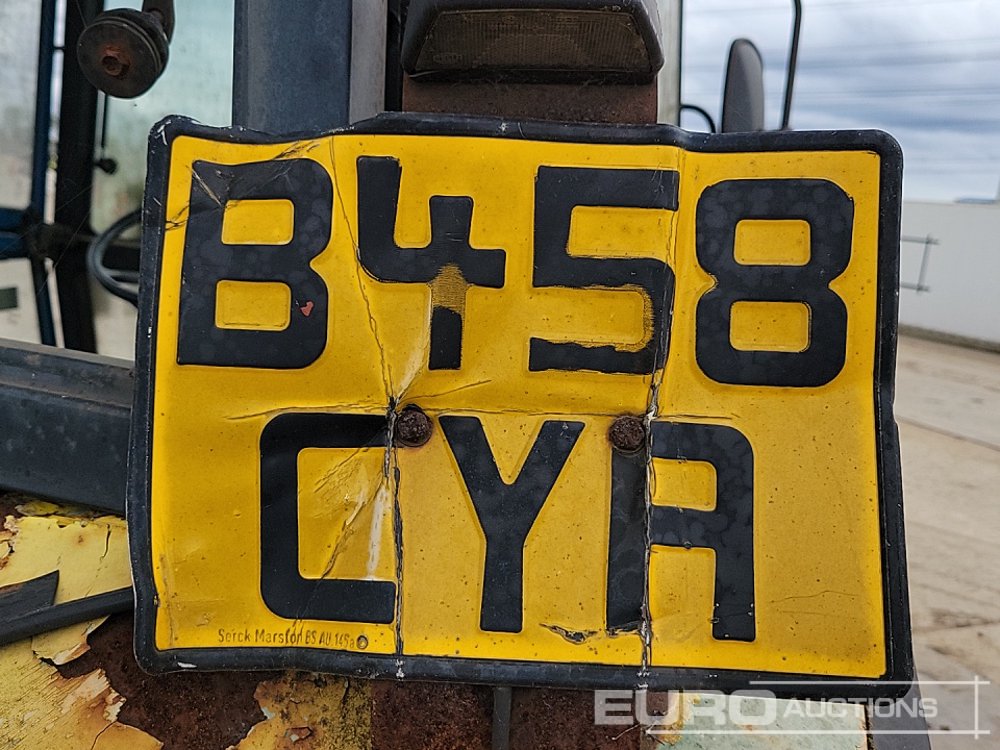 B458
CYA
Serck Marston BS AU 145a
EURO AUCTIONS